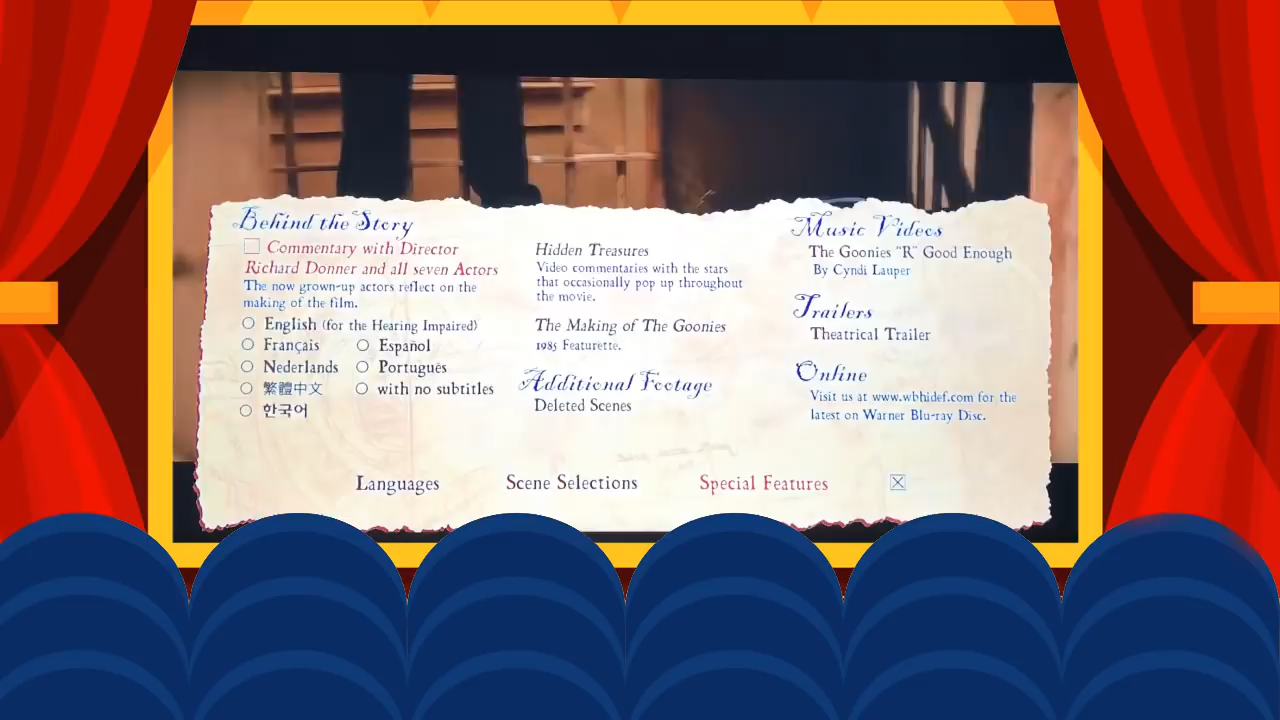 Behind the Story
Commentary with Director
Richard Donner and all seven Actors
The now grown-up actors reflect on the
making of the film.
English (for the Hearing Impaired)
Français
Español
Nederlands
Português
繁體中文
with no subtitles
한국어
Hidden Treasures
Video commentaries with the stars
that occasionally pop up throughout
the movie.
The Making of The Goonies
1985 Featurette.
Additional Footage
Deleted Scenes
Music Videos
The Goonies "R" Good Enough
By Cyndi Lauper
Trailers
Theatrical Trailer
Online
Visit us at www.wbhidef.com for the
latest on Warner Blu-ray Disc.
Languages
Scene Selections
Special Features